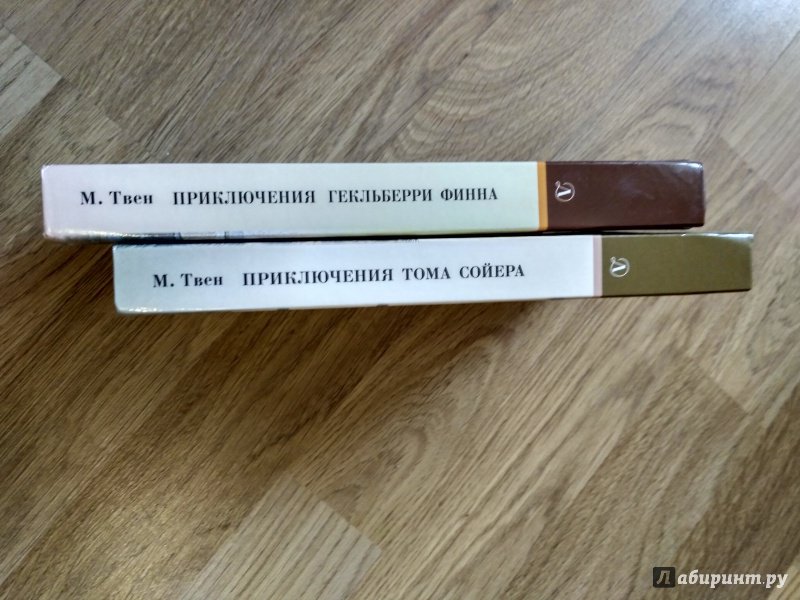 М. Твен ПРИКЛЮЧЕНИЯ ГЕКЛЬБЕРРИ ФИННА
М. Твен ПРИКЛЮЧЕНИЯ ТОМА СОЙЕРА
Лабиринт.ру